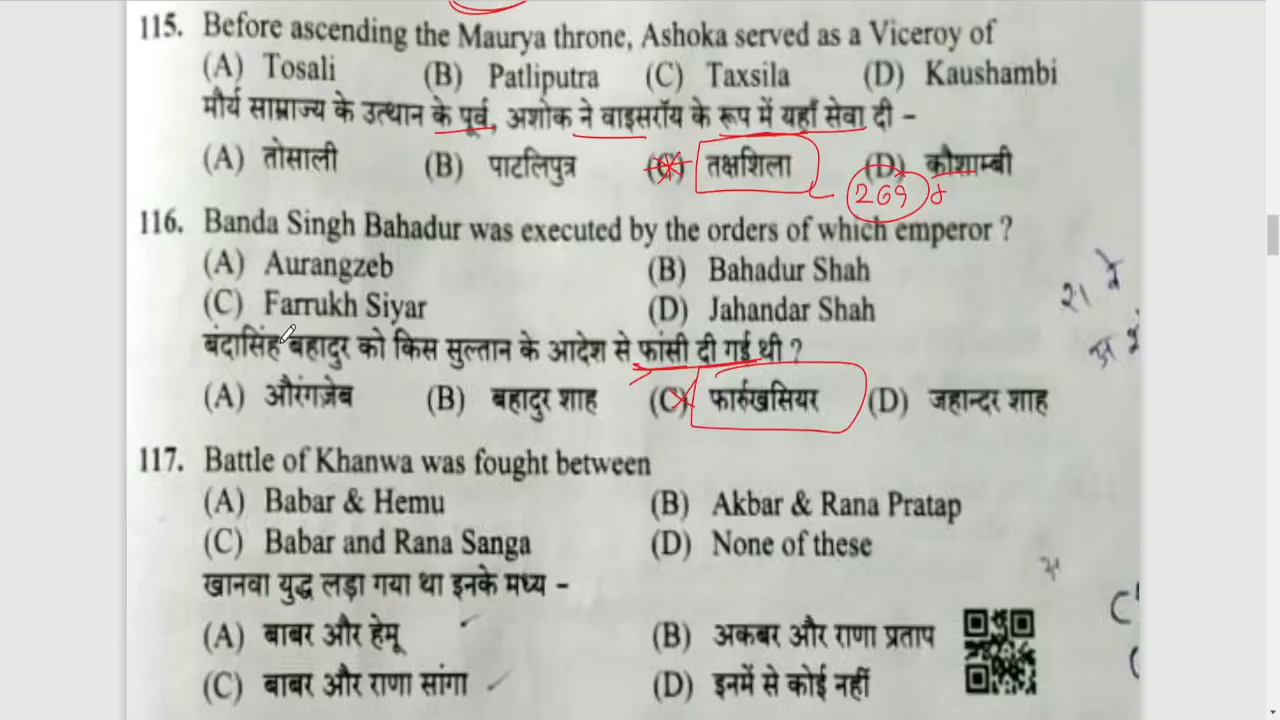 115. Before ascending the Maurya throne, Ashoka served as a Viceroy of
(A) Tosali (B) Patliputra (C) Taxsila (D) Kaushambi
मौर्य साम्राज्य के उत्थान के पूर्व, अशोक ने वाइसरॉय के रूप में यहाँ सेवा दी –
(A) तोसाली (B) पाटलिपुत्र (C) तक्षशिला (D) कौशाम्बी
269
116. Banda Singh Bahadur was executed by the orders of which emperor ?
(A) Aurangzeb (B) Bahadur Shah
(C) Farrukh Siyar (D) Jahandar Shah
बंदासिंह बहादुर को किस सुल्तान के आदेश से फांसी दी गई थी ?
(A) औरंगज़ेब (B) बहादुर शाह (C) फार्रुखसियर (D) जहान्दर शाह
117. Battle of Khanwa was fought between
(A) Babar & Hemu (B) Akbar & Rana Pratap
(C) Babar and Rana Sanga (D) None of these
खानवा युद्ध लड़ा गया था इनके मध्य –
(A) बाबर और हेमू (B) अकबर और राणा प्रताप
(C) बाबर और राणा सांगा (D) इनमें से कोई नहीं